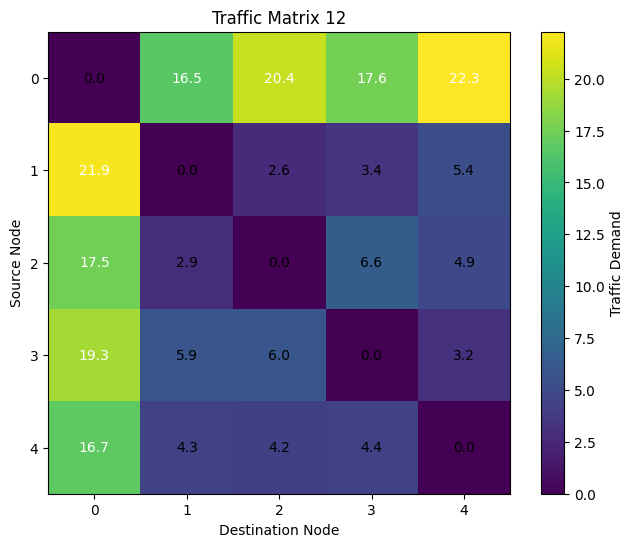 Traffic Matrix 12
Source Node
0 0.0 16.5 20.4 17.6 22.3
1 21.9 0.0 2.6 3.4 5.4
2 17.5 2.9 0.0 6.6 4.9
3 19.3 5.9 6.0 0.0 3.2
4 16.7 4.3 4.2 4.4 0.0
0 1 2 3 4
Destination Node
20.0
17.5
15.0
12.5
10.0
7.5
5.0
2.5
0.0
Traffic Demand